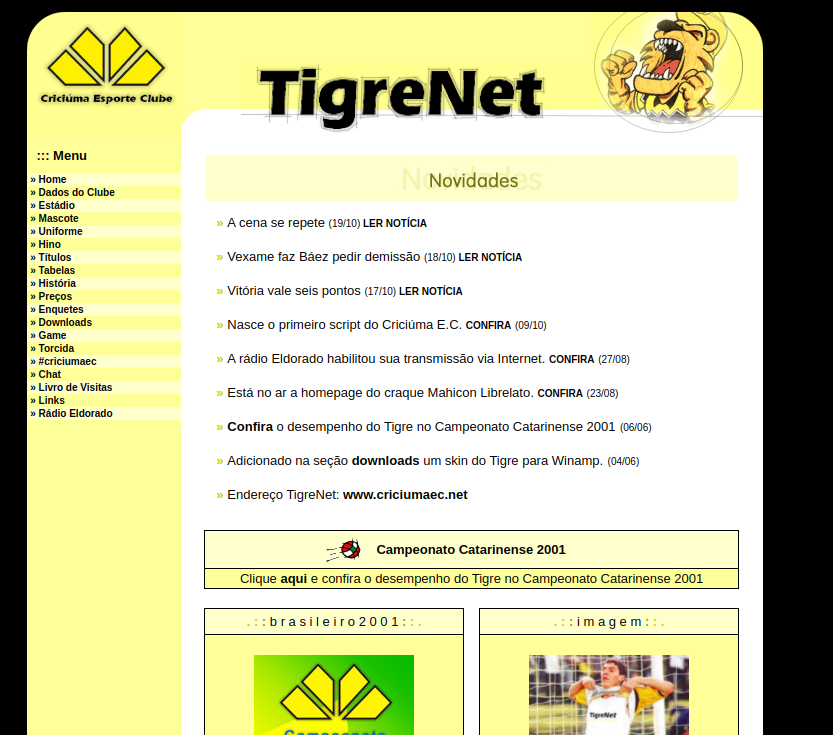 Criciúma Esporte Clube
TigreNet
::: Menu
» Home
» Dados do Clube
» Estádio
» Mascote
» Uniforme
» Hino
» Títulos
» Tabelas
» História
» Preços
» Enquetes
» Downloads
» Game
» Torcida
» #criciumaec
» Chat
» Livro de Visitas
» Links
» Rádio Eldorado
Novidades
» A cena se repete (19/10) LER NOTÍCIA
» Vexame faz Báez pedir demissão (18/10) LER NOTÍCIA
» Vitória vale seis pontos (17/10) LER NOTÍCIA
» Nasce o primeiro script do Criciúma E.C. CONFIRA (09/10)
» A rádio Eldorado habilitou sua transmissão via Internet. CONFIRA (27/08)
» Está no ar a homepage do craque Mahicon Librelato. CONFIRA (23/08)
» Confira o desempenho do Tigre no Campeonato Catarinense 2001 (06/06)
» Adicionado na seção downloads um skin do Tigre para Winamp. (04/06)
» Endereço TigreNet: www.criciumaec.net
Campeonato Catarinense 2001
Clique aqui e confira o desempenho do Tigre no Campeonato Catarinense 2001
. : : b r a s i l e i r o 2 0 0 1 : : .
Campeonato
. : : i m a g e m : : .
TigreNet